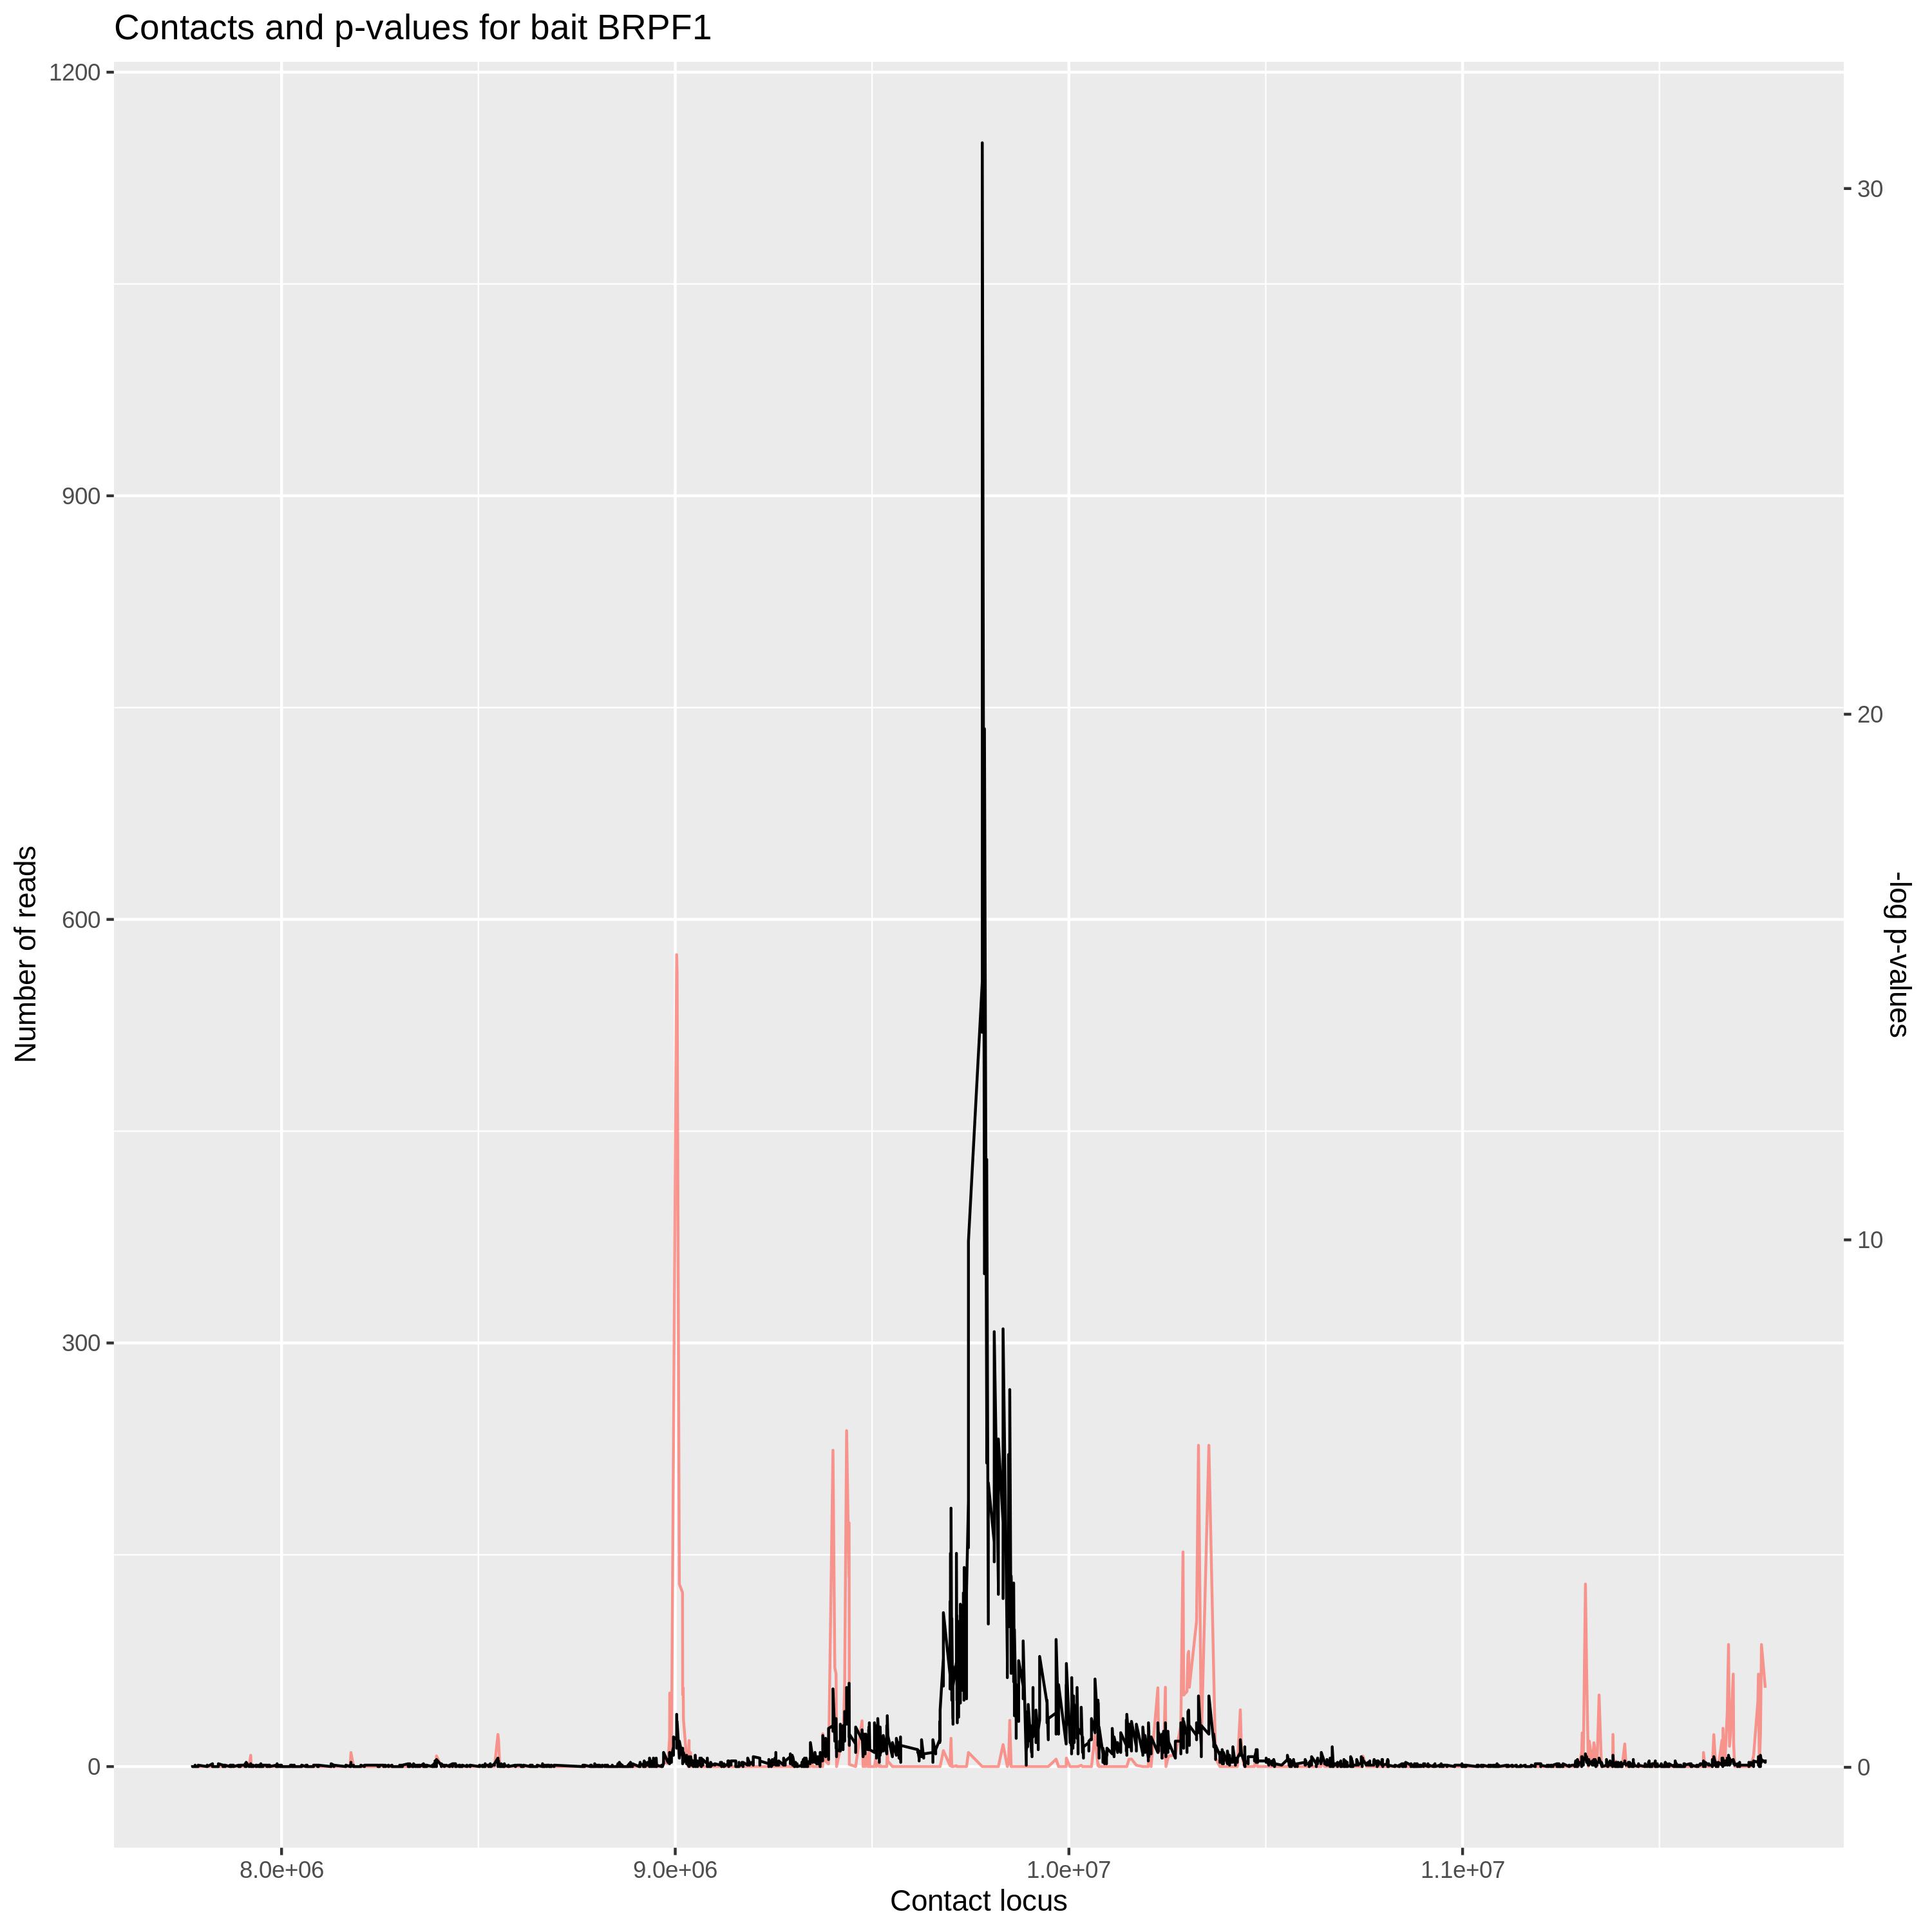 Contacts and p-values for bait BRPF1
1200
900
600
300
0
Number of reads
30
20
10
0
-log p-values
8.0e+06
9.0e+06
1.0e+07
1.1e+07
Contact locus